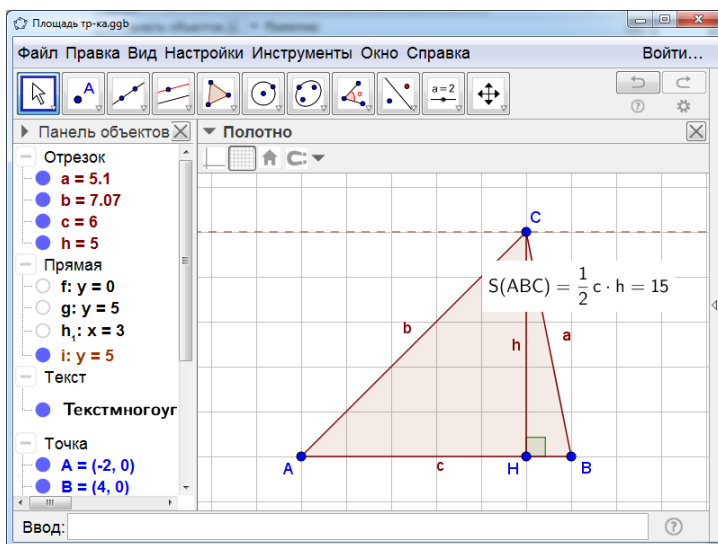 Площадь тр-ка.ggb
Файл Правка Вид Настройки Инструменты Окно Справка Войти...
A α a = 2
Панель объектов
Полотно
Отрезок
a = 5.1
b = 7.07
c = 6
h = 5
Прямая
f: y = 0
g: y = 5
h₁: x = 3
i: y = 5
Текст
Текстмногоуг
Точка
A = (-2, 0)
B = (4, 0)
C
S(ABC) = 1/2 c · h = 15
b
h
a
A
c
H
B
Ввод: